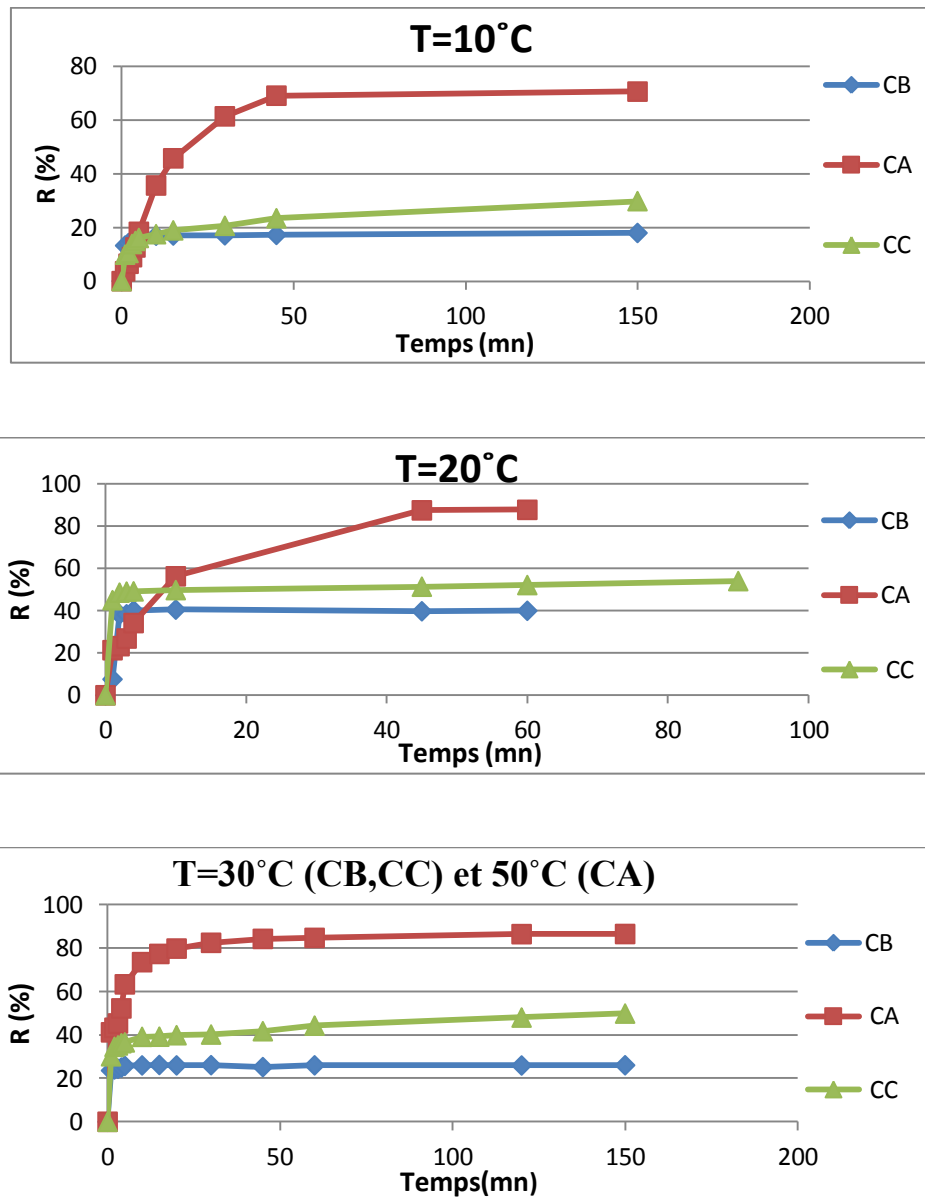 T=10˚C
R (%)
80
60
40
20
0
0 50 100 150 200
Temps (mn)
CB
CA
CC
T=20˚C
R (%)
100
80
60
40
20
0
0 20 40 60 80 100
Temps (mn)
CB
CA
CC
T=30˚C (CB,CC) et 50˚C (CA)
R (%)
100
80
60
40
20
0
0 50 100 150 200
Temps(mn)
CB
CA
CC